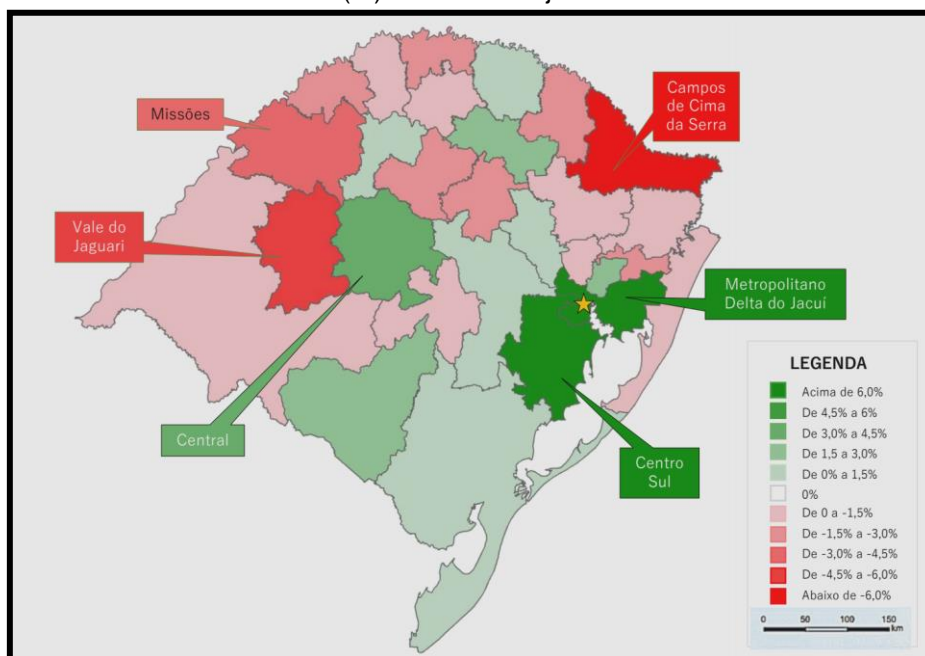 Missões
Campos
de Cima
da Serra
Vale do
Jaguari
Metropolitano
Delta do Jacuí
Central
Centro
Sul
LEGENDA
Acima de 6,0%
De 4,5% a 6%
De 3,0% a 4,5%
De 1,5 a 3,0%
De 0% a 1,5%
0%
De 0 a -1,5%
De -1,5% a -3,0%
De -3,0% a -4,5%
De -4,5% a -6,0%
Abaixo de -6,0%
0 50 100 150
km